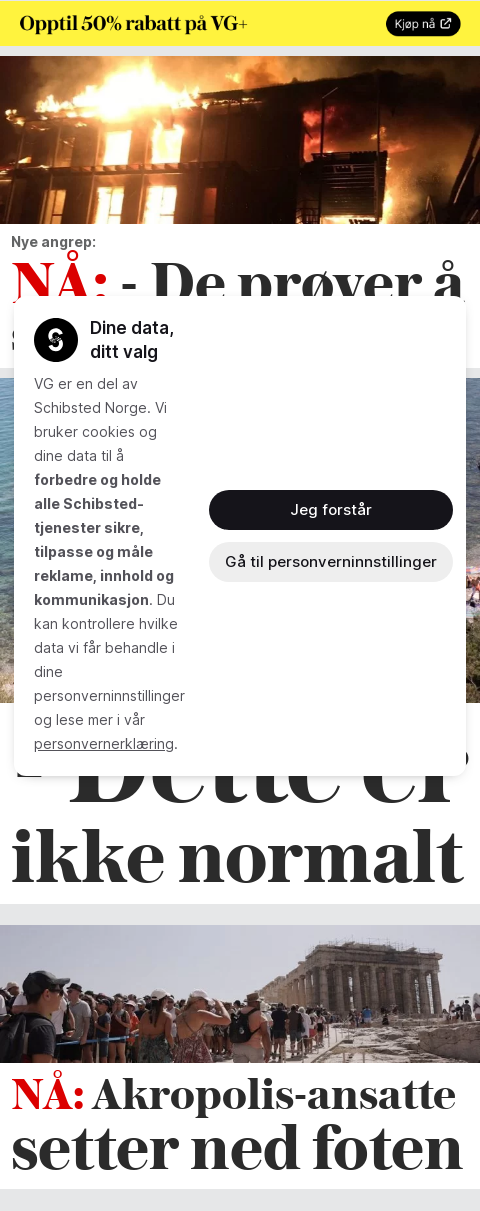 Opptil 50% rabatt på VG+
Kjøp nå
Nye angrep:
NÅ: - De prøver å
Dine data,
ditt valg
VG er en del av
Schibsted Norge. Vi
bruker cookies og
dine data til å
forbedre og holde
alle Schibsted-
tjenester sikre,
tilpasse og måle
reklame, innhold og
kommunikasjon. Du
kan kontrollere hvilke
data vi får behandle i
dine
personverninnstillinger
og lese mer i vår
personvernerklæring.
Jeg forstår
Gå til personverninnstillinger
- Dette er
ikke normalt
NÅ: Akropolis-ansatte
setter ned foten